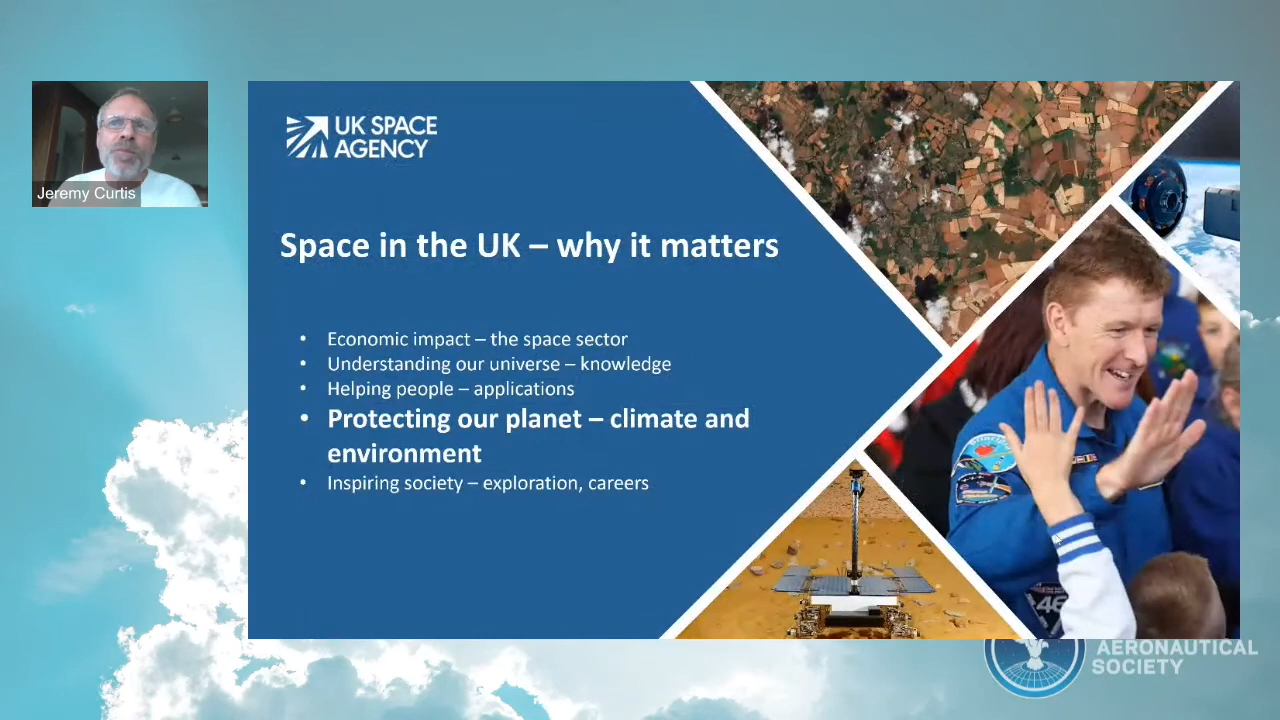 Jeremy Curtis
UK SPACE
AGENCY
Space in the UK – why it matters
• Economic impact – the space sector
• Understanding our universe – knowledge
• Helping people – applications
• Protecting our planet – climate and
environment
• Inspiring society – exploration, careers
46
AERONAUTICAL
SOCIETY